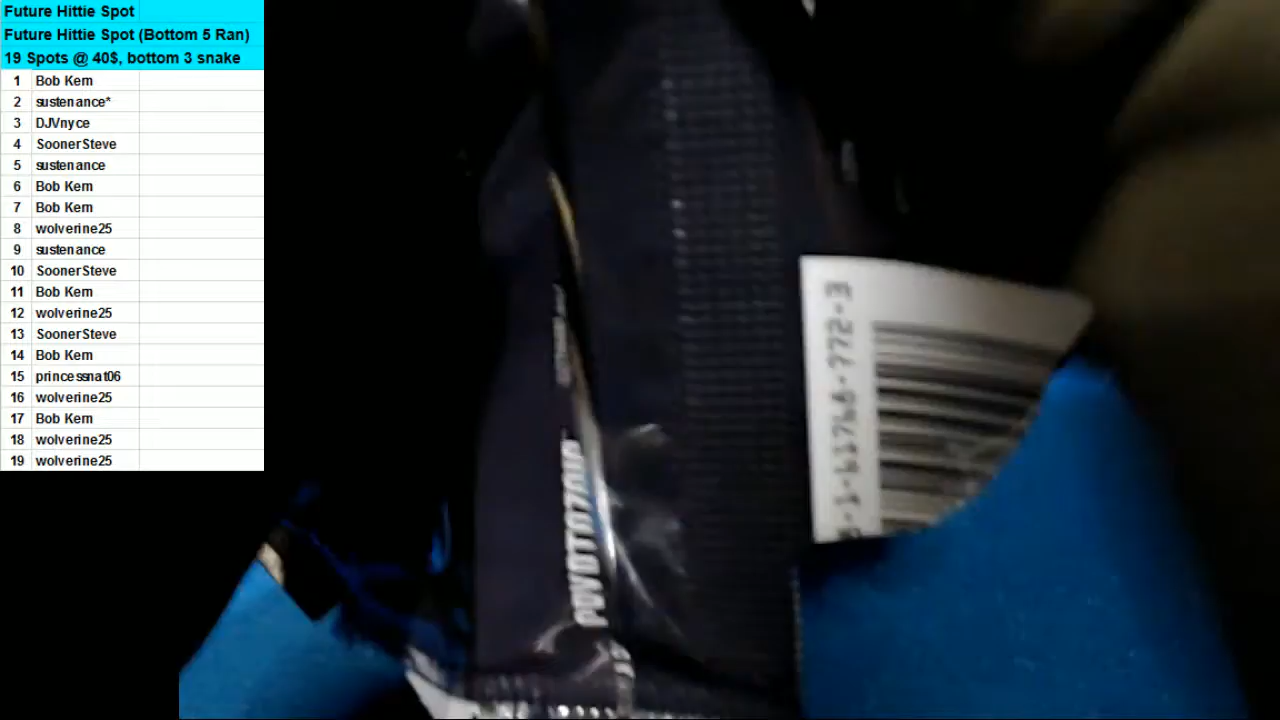 Future Hittie Spot
Future Hittie Spot (Bottom 5 Ran)
19 Spots @ 40$, bottom 3 snake
1 Bob Kern
2 sustenance*
3 DJVnyce
4 SoonerSteve
5 sustenance
6 Bob Kern
7 Bob Kern
8 wolverine25
9 sustenance
10 SoonerSteve
11 Bob Kern
12 wolverine25
13 SoonerSteve
14 Bob Kern
15 princessnat06
16 wolverine25
17 Bob Kern
18 wolverine25
19 wolverine25